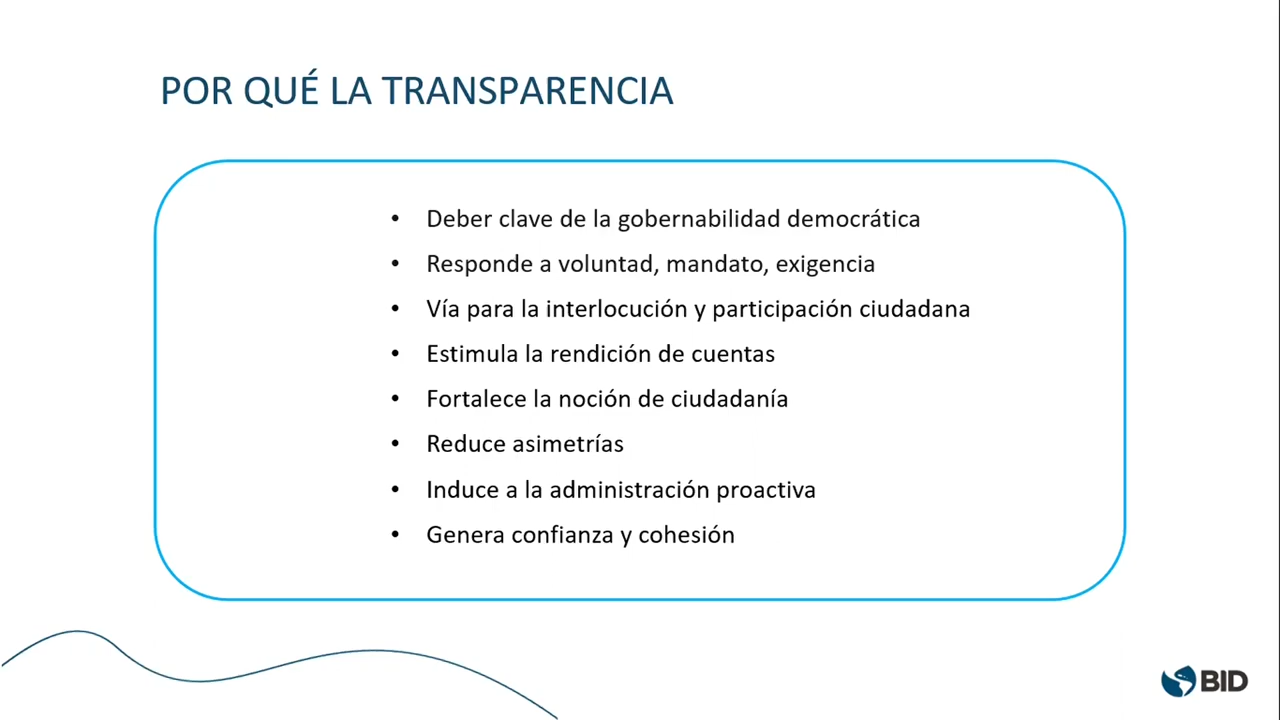 POR QUÉ LA TRANSPARENCIA
• Deber clave de la gobernabilidad democrática
• Responde a voluntad, mandato, exigencia
• Vía para la interlocución y participación ciudadana
• Estimula la rendición de cuentas
• Fortalece la noción de ciudadanía
• Reduce asimetrías
• Induce a la administración proactiva
• Genera confianza y cohesión
BID